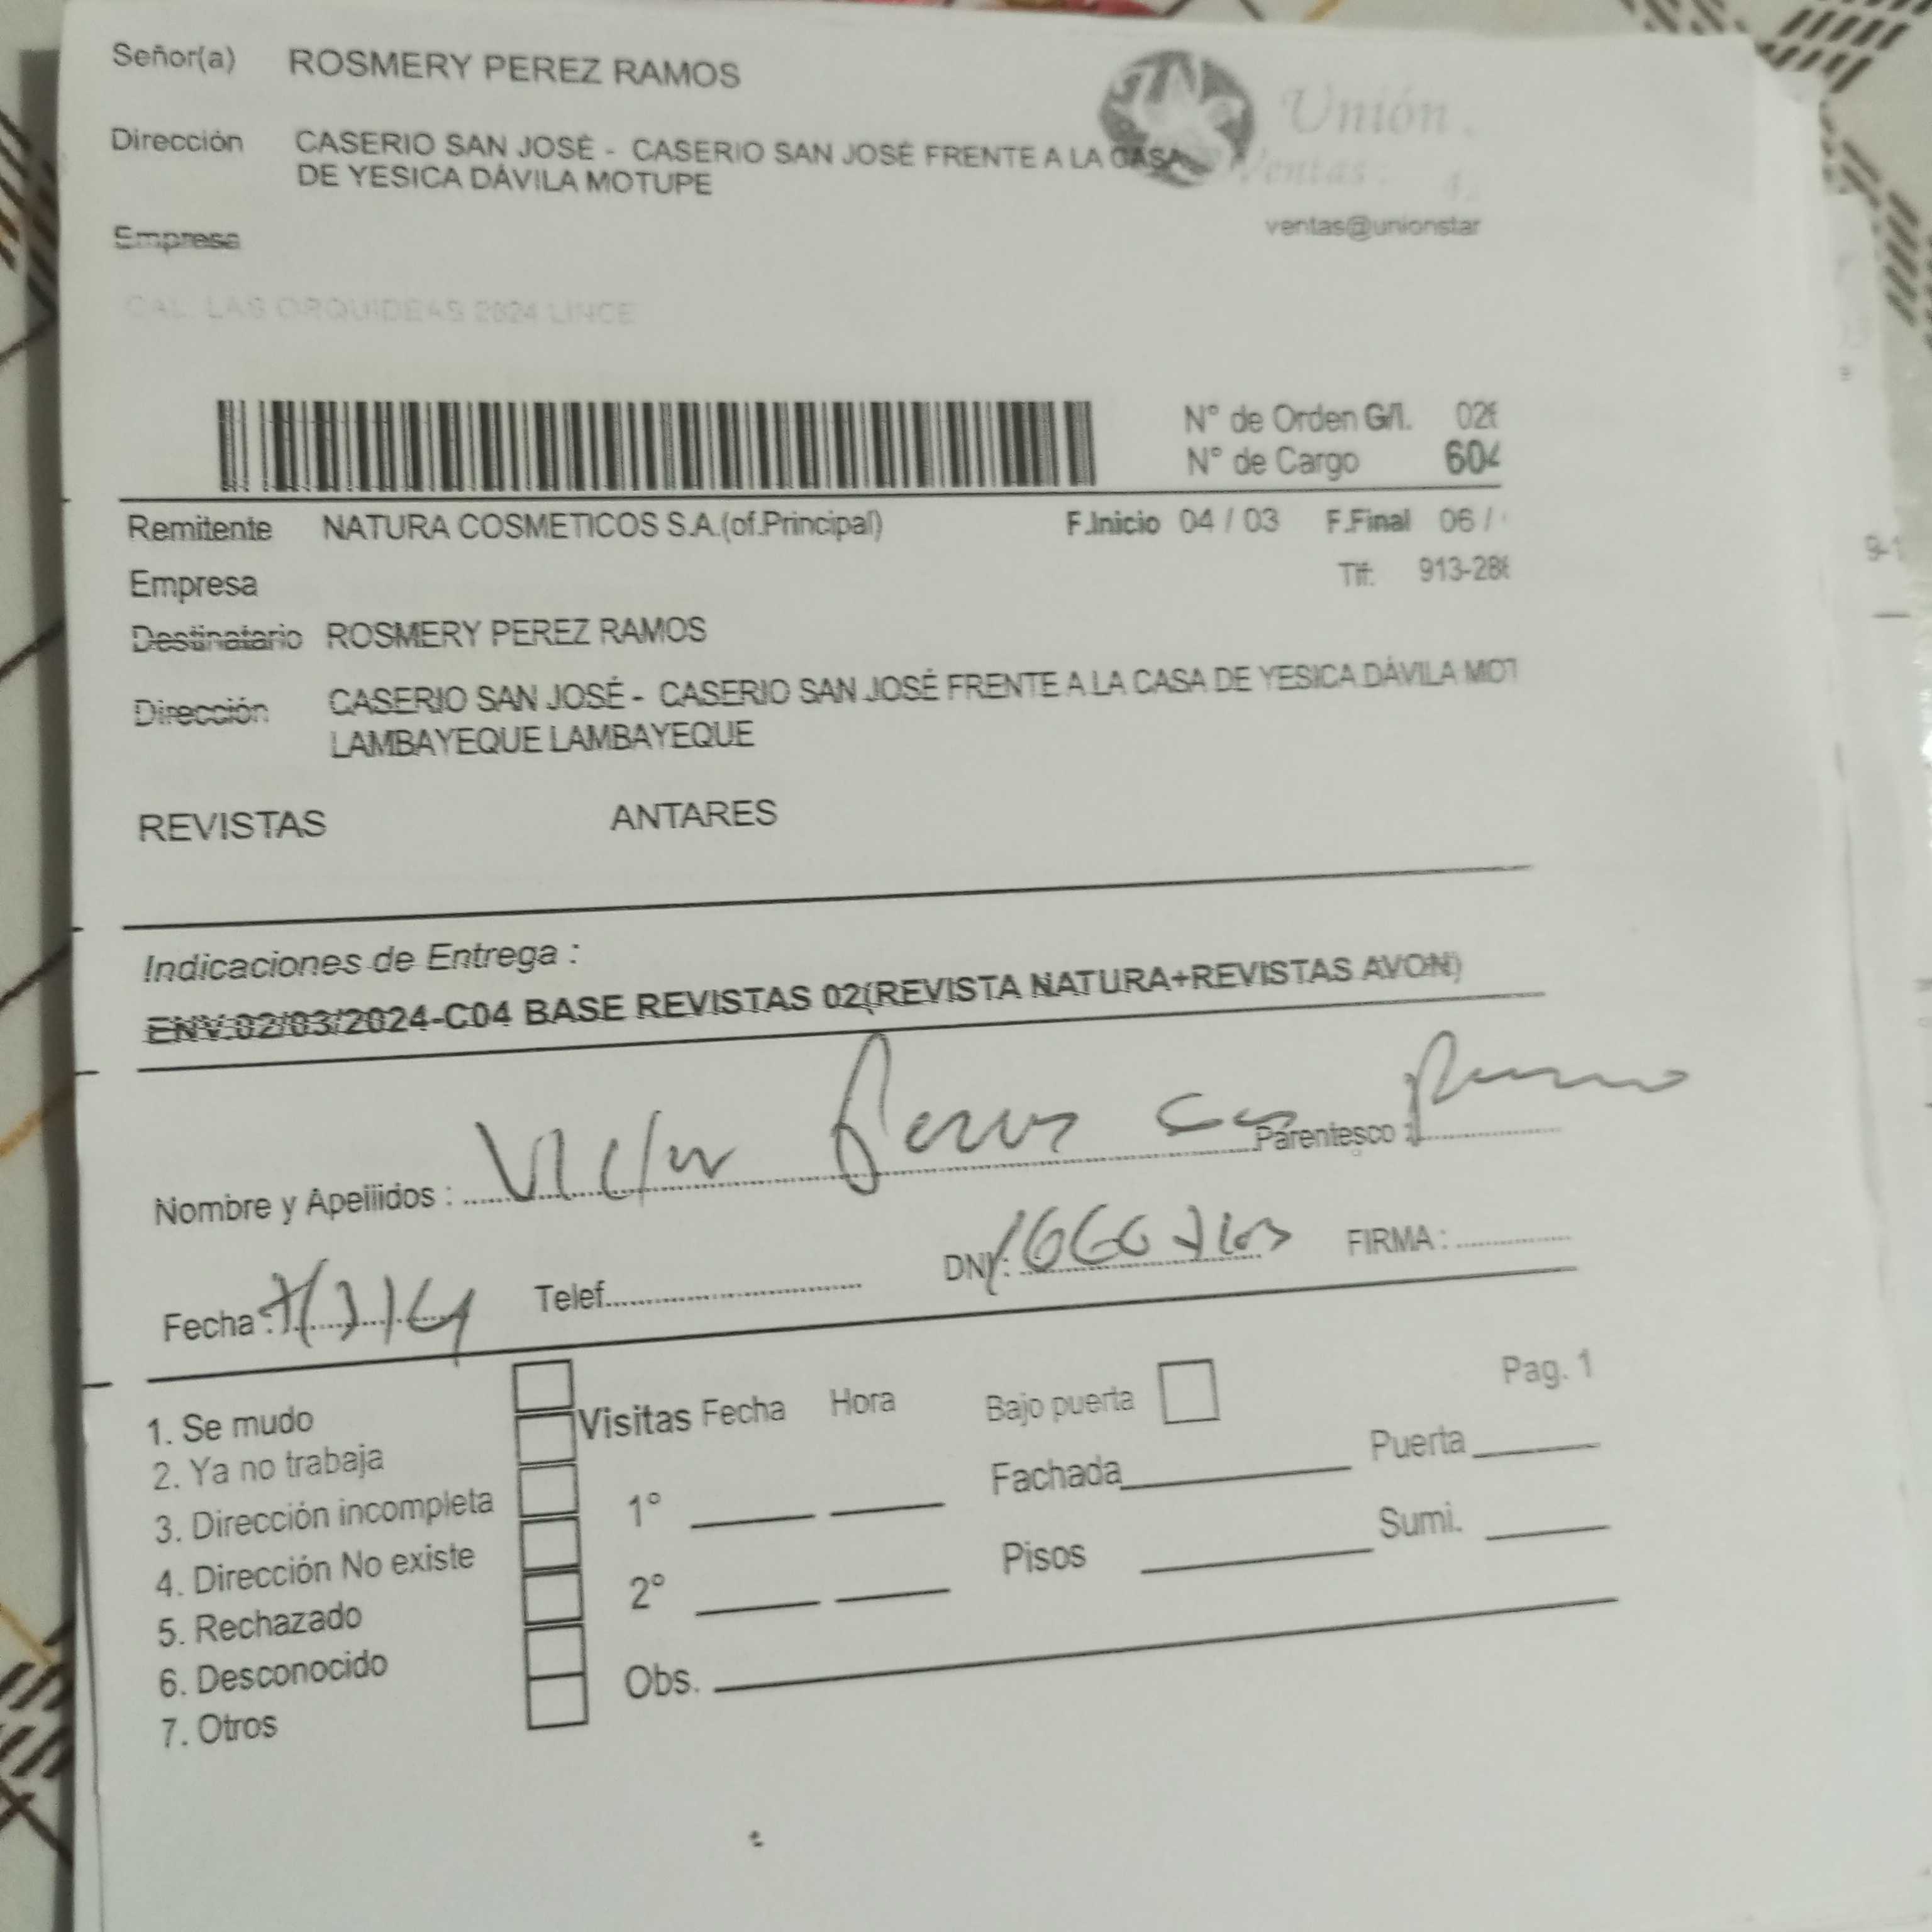 Señor(a) ROSMERY PEREZ RAMOS
Dirección CASERIO SAN JOSÉ - CASERIO SAN JOSÉ FRENTE A LA CASA
DE YESICA DÁVILA MOTUPE
Unión
Ventas
ventas@unionstar
Empresa
CAL. LAS ORQUIDEAS 2624 LINCE
N° de Orden G/I. 026
N° de Cargo 604
Remitente NATURA COSMETICOS S.A.(of.Principal) F.Inicio 04 / 03 F.Final 06 /
Empresa Tlf: 913-286
Destinatario ROSMERY PEREZ RAMOS
Dirección CASERIO SAN JOSÉ - CASERIO SAN JOSÉ FRENTE A LA CASA DE YESICA DÁVILA MOT
LAMBAYEQUE LAMBAYEQUE
REVISTAS ANTARES
Indicaciones de Entrega :
ENV.02/03/2024-C04 BASE REVISTAS 02(REVISTA NATURA+REVISTAS AVON)
Nombre y Apellidos : Victor Perez Parentesco :
Fecha : Telef. DNI: FIRMA :
1. Se mudo
2. Ya no trabaja
3. Dirección incompleta
4. Dirección No existe
5. Rechazado
6. Desconocido
7. Otros
Visitas Fecha Hora
1°
2°
Obs.
Bajo puerta
Pag. 1
Fachada Puerta
Pisos Sumi.